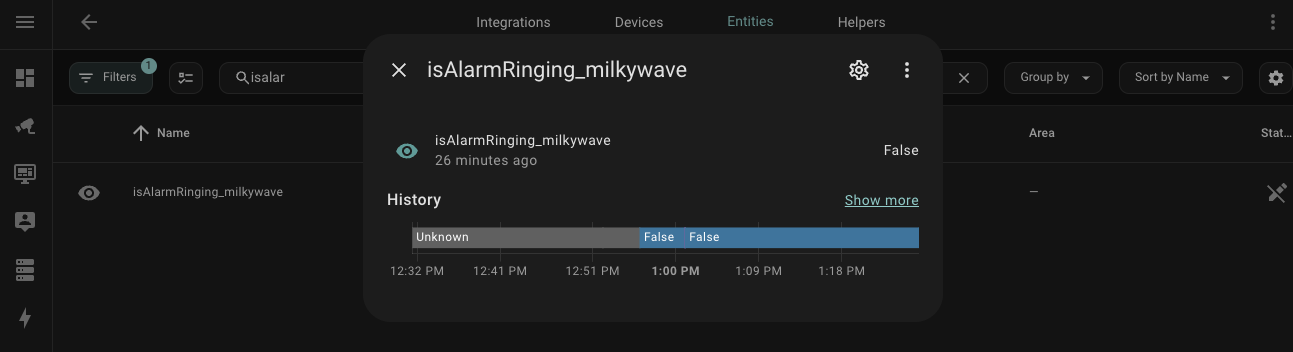 Integrations Devices Entities Helpers
Filters 1 isalar Group by Sort by Name
isAlarmRinging_milkywave
Name Area Stat...
isAlarmRinging_milkywave
26 minutes ago
False
isAlarmRinging_milkywave —
History Show more
Unknown False False
12:32 PM 12:41 PM 12:51 PM 1:00 PM 1:09 PM 1:18 PM